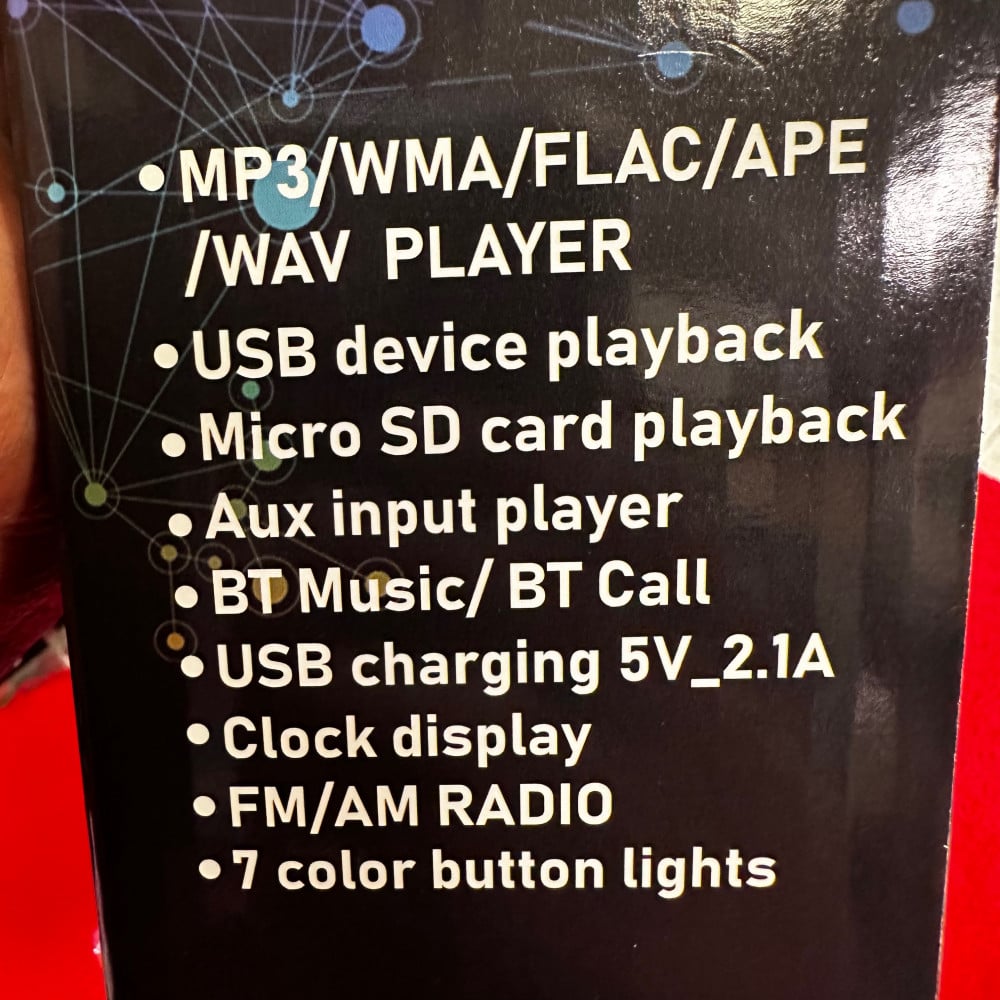 • MP3/WMA/FLAC/APE
/WAV PLAYER
• USB device playback
• Micro SD card playback
• Aux input player
• BT Music/ BT Call
• USB charging 5V_2.1A
• Clock display
• FM/AM RADIO
• 7 color button lights